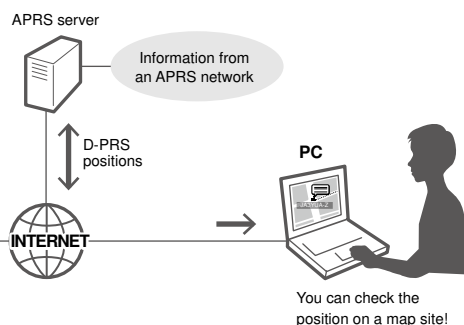 APRS server
Information from
an APRS network
D-PRS
positions
PC
INTERNET
You can check the
position on a map site!